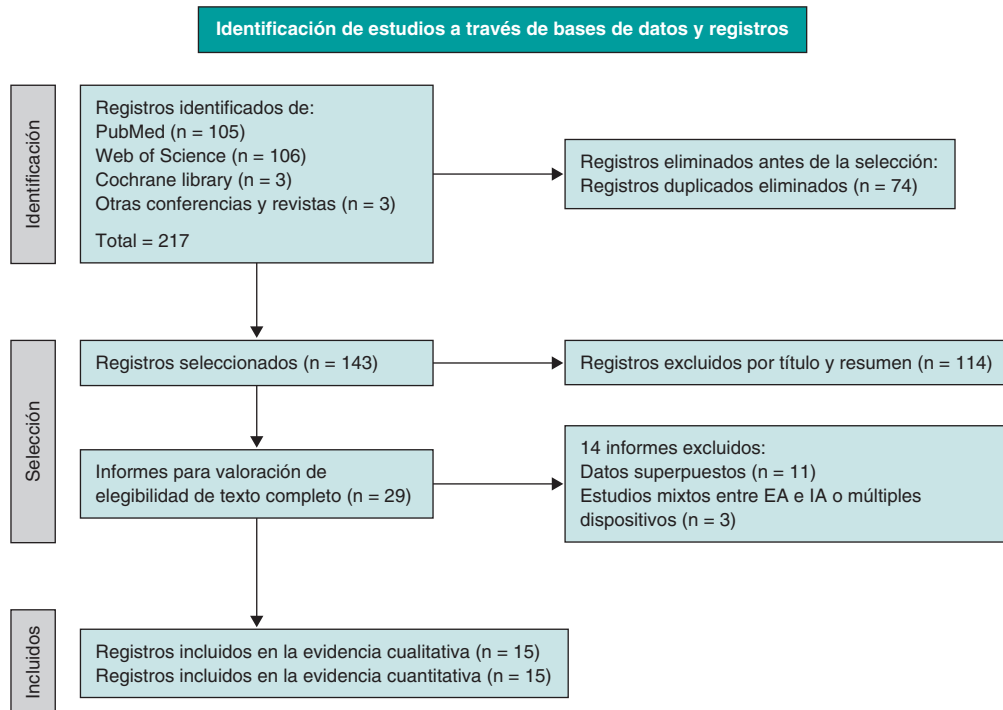 Identificación de estudios a través de bases de datos y registros
Identificación
Registros identificados de:
PubMed (n = 105)
Web of Science (n = 106)
Cochrane library (n = 3)
Otras conferencias y revistas (n = 3)
Total = 217
Registros eliminados antes de la selección:
Registros duplicados eliminados (n = 74)
Selección
Registros seleccionados (n = 143)
Registros excluidos por título y resumen (n = 114)
Informes para valoración de
elegibilidad de texto completo (n = 29)
14 informes excluidos:
Datos superpuestos (n = 11)
Estudios mixtos entre EA e IA o múltiples
dispositivos (n = 3)
Incluidos
Registros incluidos en la evidencia cualitativa (n = 15)
Registros incluidos en la evidencia cuantitativa (n = 15)